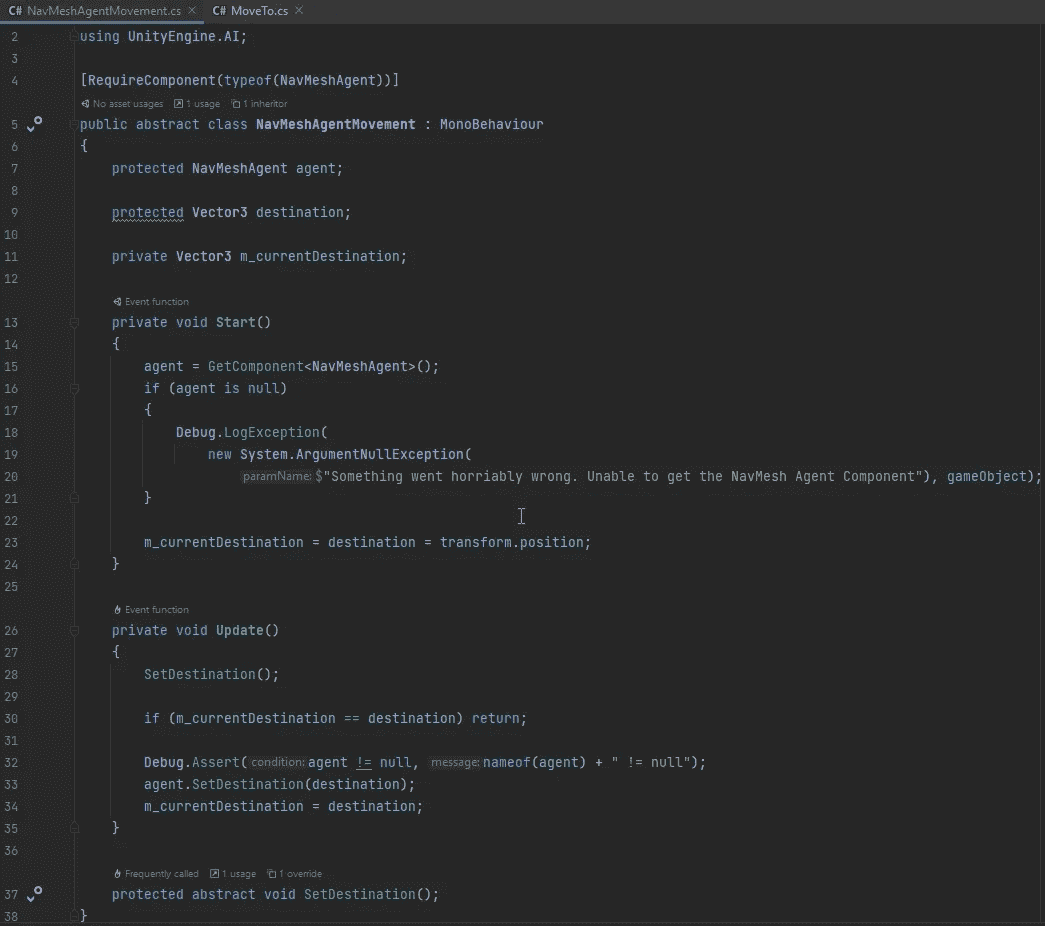 C# NavMeshAgentMovement.cs × C# MoveTo.cs ×
2 using UnityEngine.AI;
3
4 [RequireComponent(typeof(NavMeshAgent))]
No asset usages 1 usage 1 inheritor
5 public abstract class NavMeshAgentMovement : MonoBehaviour
6 {
7 protected NavMeshAgent agent;
8
9 protected Vector3 destination;
10
11 private Vector3 m_currentDestination;
12
Event function
13 private void Start()
14 {
15 agent = GetComponent<NavMeshAgent>();
16 if (agent is null)
17 {
18 Debug.LogException(
19 new System.ArgumentNullException(
20 paramName: $"Something went horriably wrong. Unable to get the NavMesh Agent Component"), gameObject);
21 }
22
23 m_currentDestination = destination = transform.position;
24 }
25
Event function
26 private void Update()
27 {
28 SetDestination();
29
30 if (m_currentDestination == destination) return;
31
32 Debug.Assert( condition: agent != null, message: nameof(agent) + " != null");
33 agent.SetDestination(destination);
34 m_currentDestination = destination;
35 }
36
Frequently called 1 usage 1 override
37 protected abstract void SetDestination();
38 }